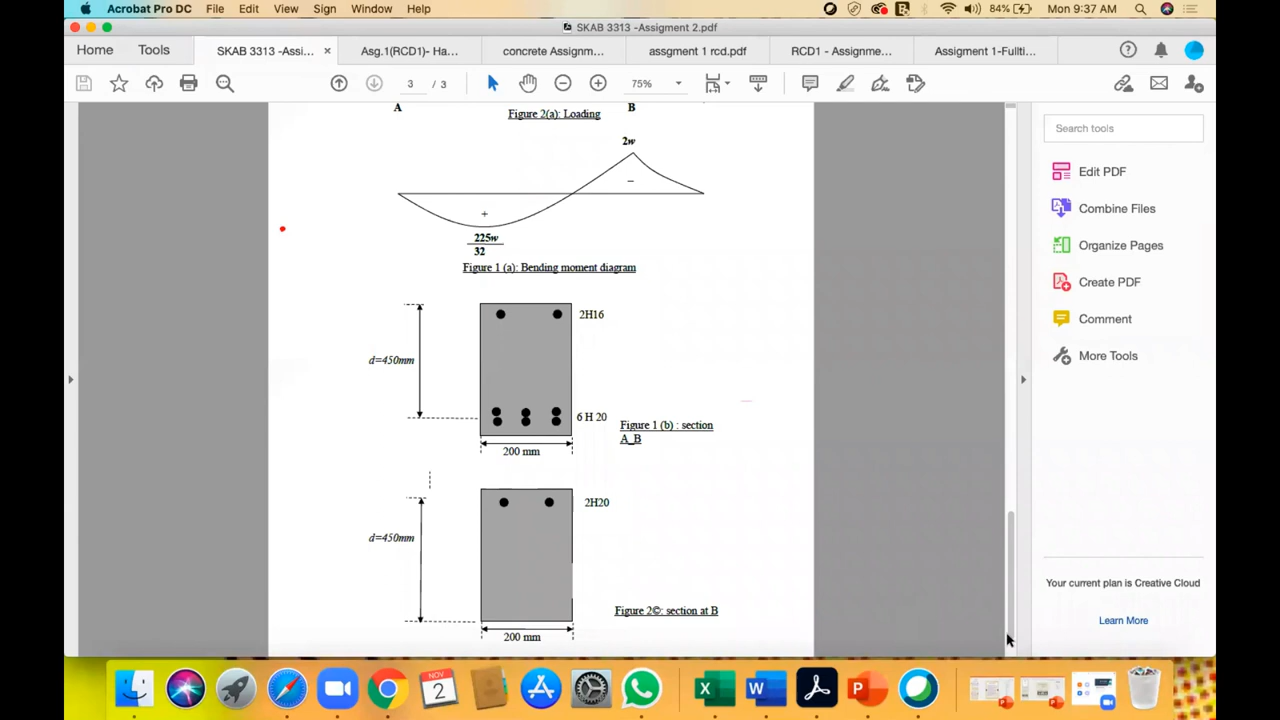 Acrobat Pro DC File Edit View Sign Window Help 84% Mon 9:37 AM
SKAB 3313 -Assigment 2.pdf
Home Tools SKAB 3313 -Assi... × Asg.1(RCD1)- Ha... concrete Assignm... assgment 1 rcd.pdf RCD1 - Assignme... Assigment 1-Fullti...
3 / 3 75%
A B
Figure 2(a): Loading
2w
–
+
225w
32
Figure 1 (a): Bending moment diagram
2H16
d=450mm
6 H 20
Figure 1 (b) : section
A_B
200 mm
2H20
d=450mm
Figure 2©: section at B
200 mm
Search tools
Edit PDF
Combine Files
Organize Pages
Create PDF
Comment
More Tools
Your current plan is Creative Cloud
Learn More
NOV
2